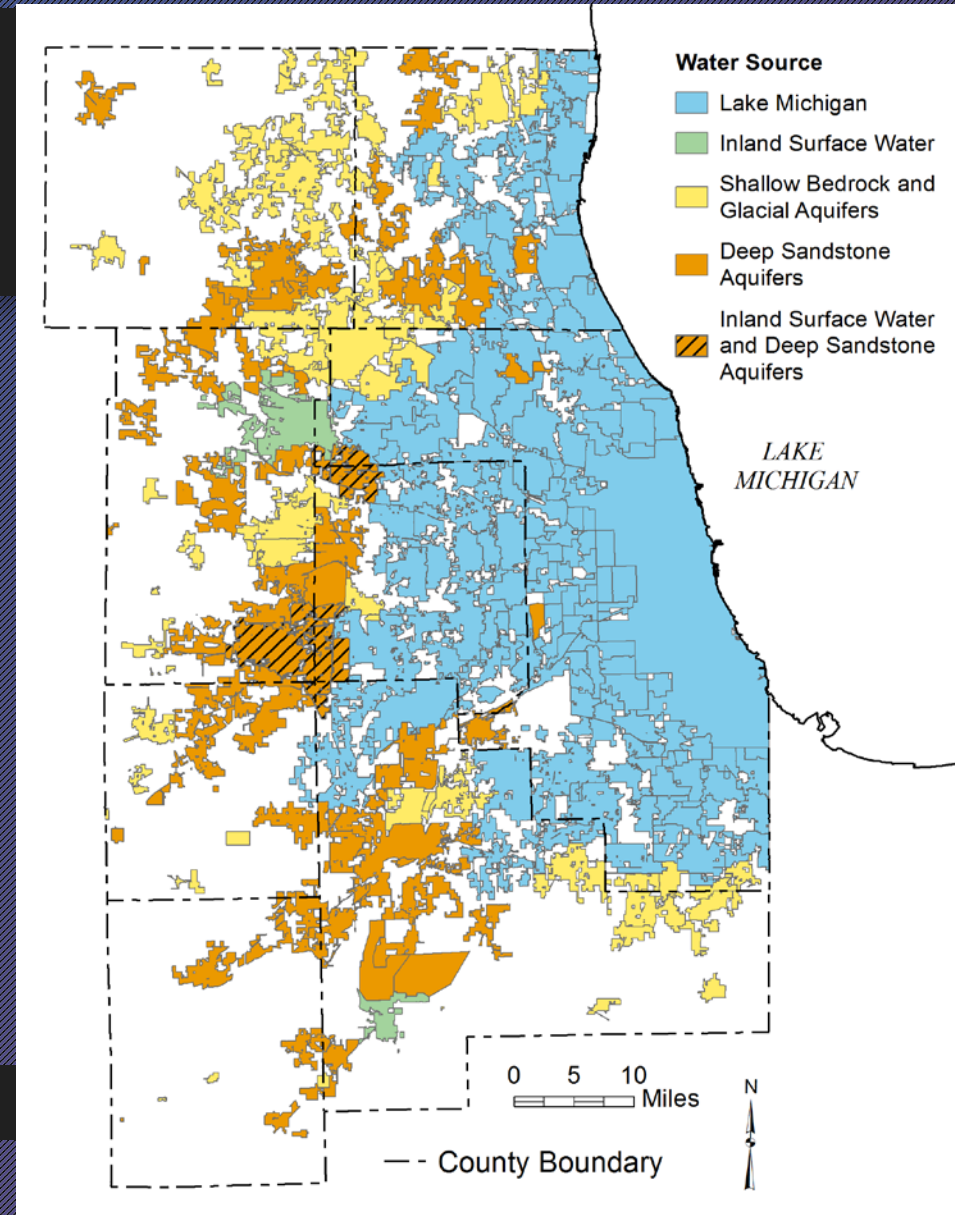 Water Source
Lake Michigan
Inland Surface Water
Shallow Bedrock and
Glacial Aquifers
Deep Sandstone
Aquifers
Inland Surface Water
and Deep Sandstone
Aquifers
LAKE
MICHIGAN
0 5 10
Miles
N
County Boundary